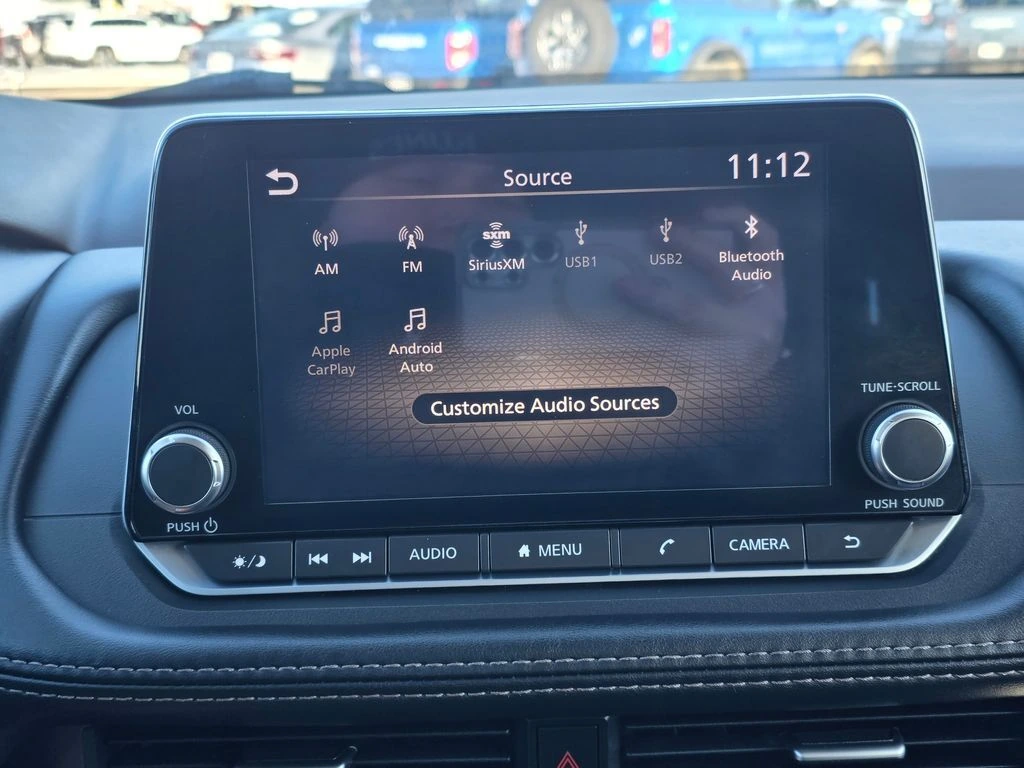 Source
11:12
AM
FM
sxm
SiriusXM
USB1
USB2
Bluetooth
Audio
Apple
CarPlay
Android
Auto
Customize Audio Sources
VOL
PUSH
TUNE·SCROLL
PUSH SOUND
AUDIO
MENU
CAMERA